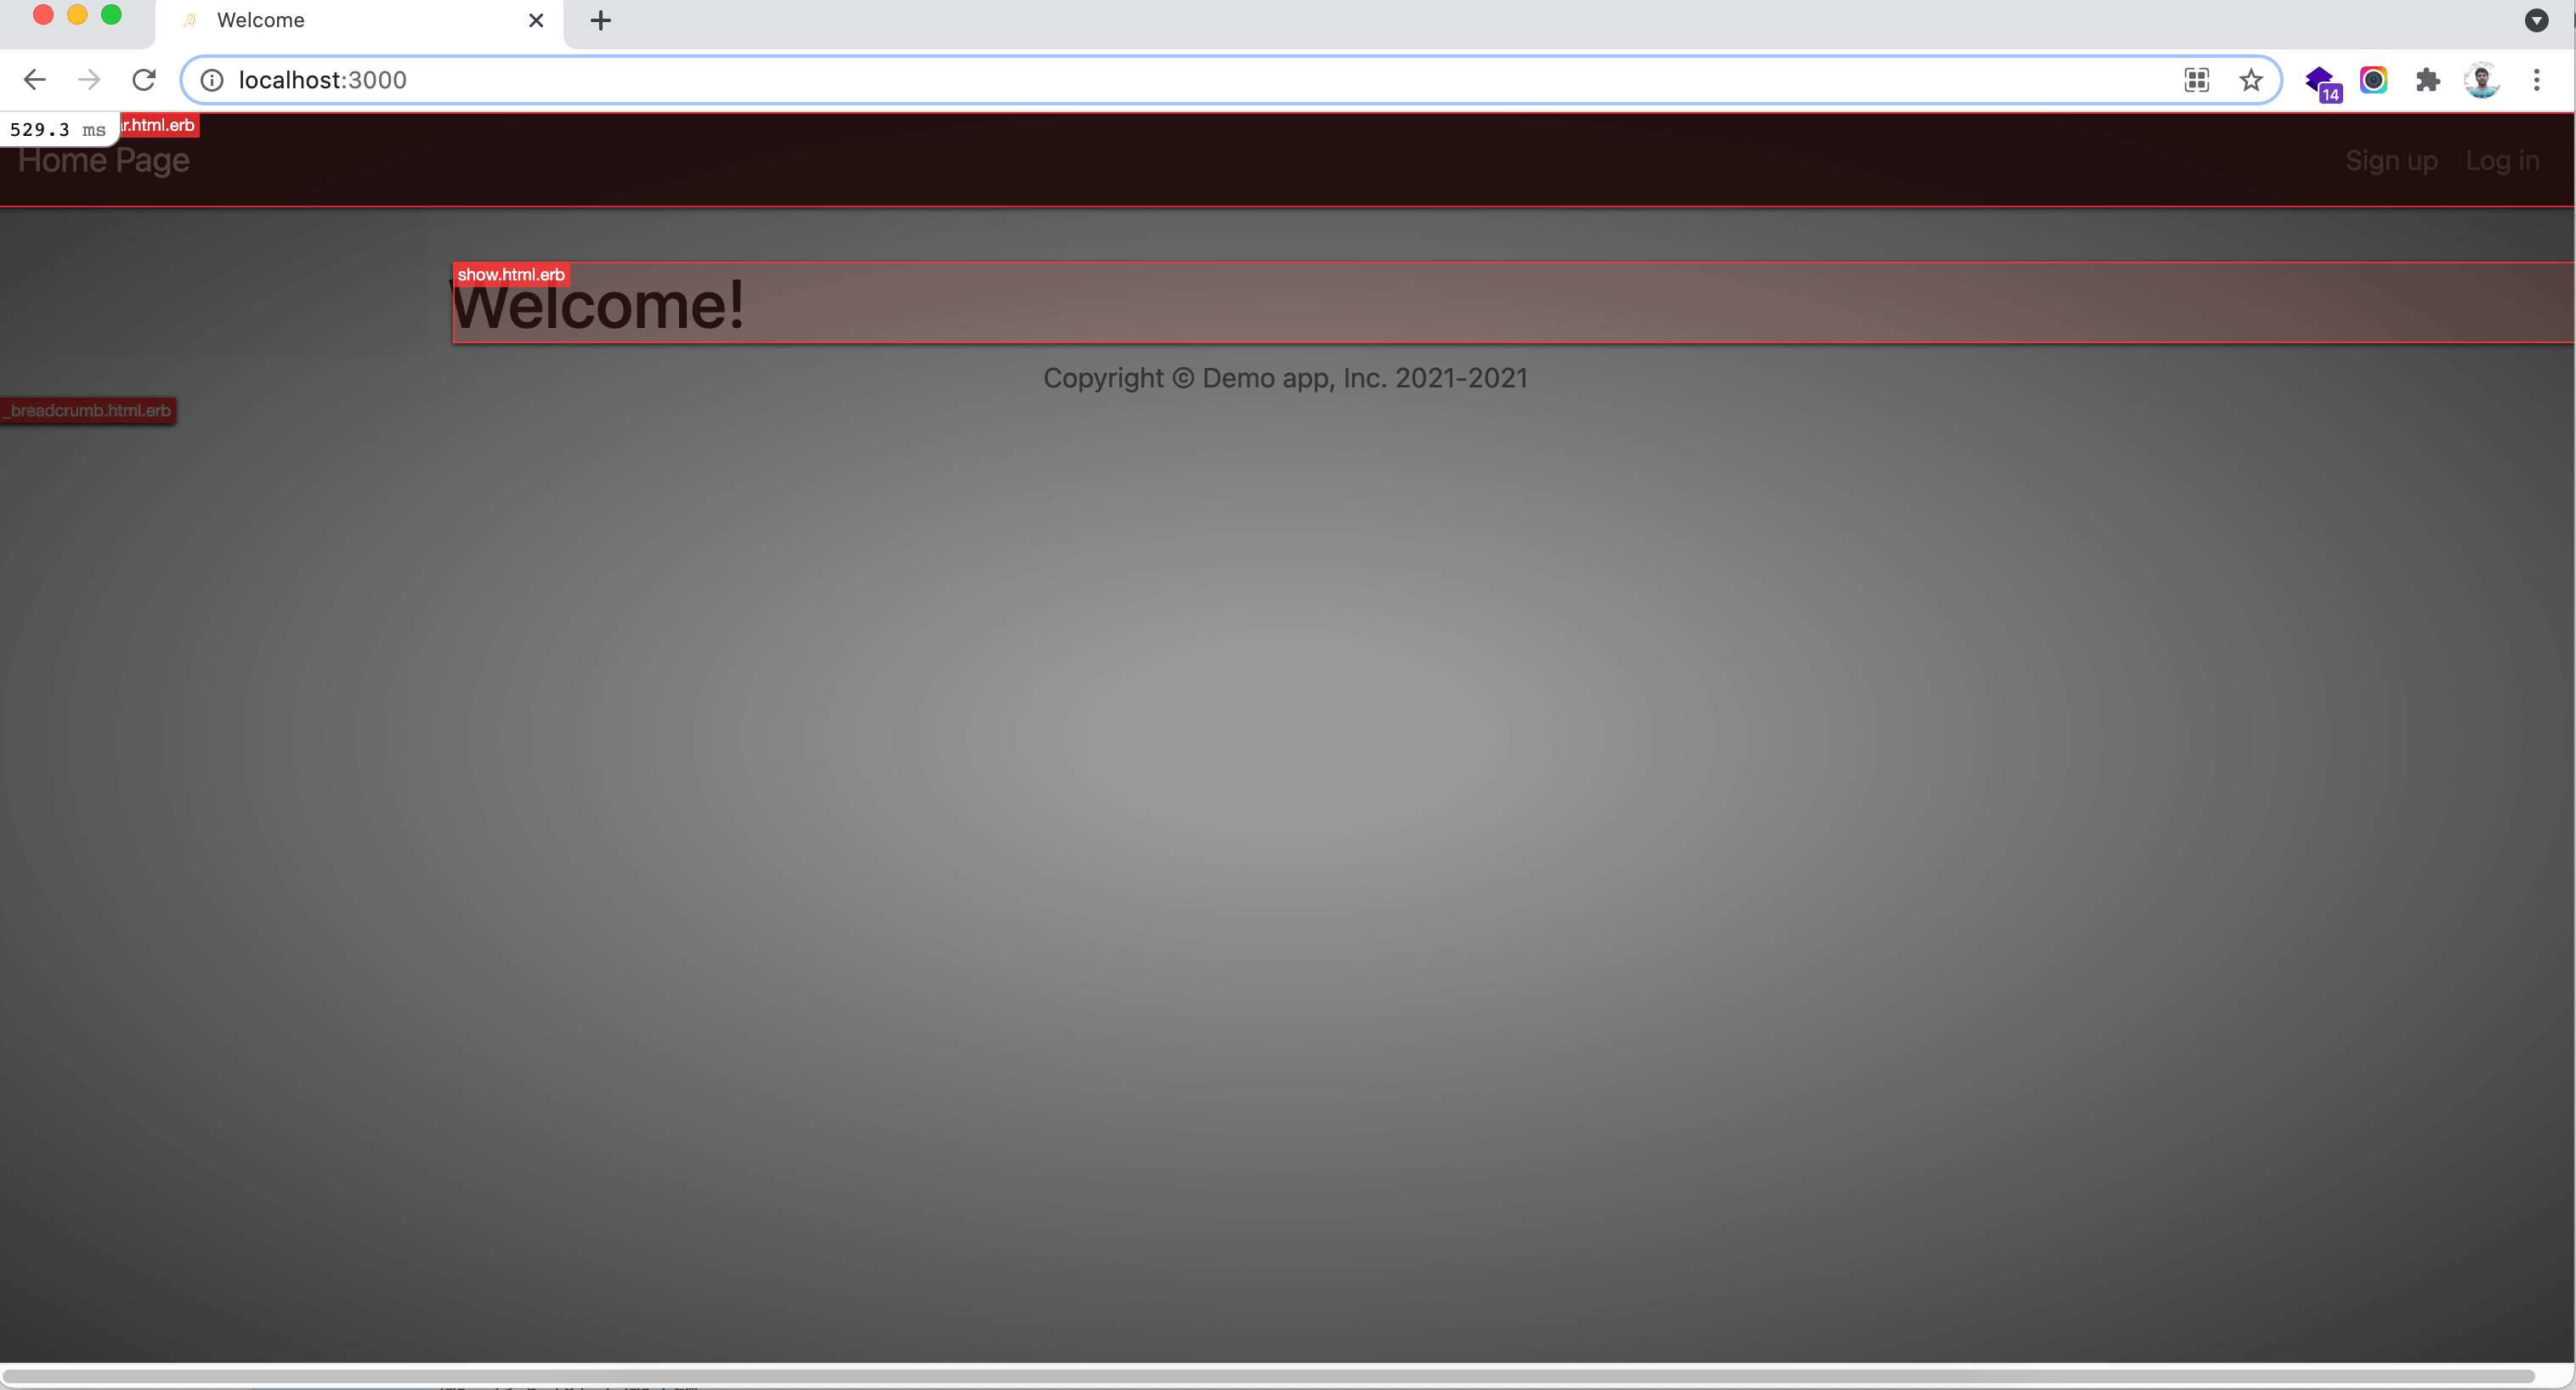 Welcome
localhost:3000
14
529.3 ms
r.html.erb
Home Page
Sign up Log in
show.html.erb
Welcome!
Copyright © Demo app, Inc. 2021-2021
_breadcrumb.html.erb